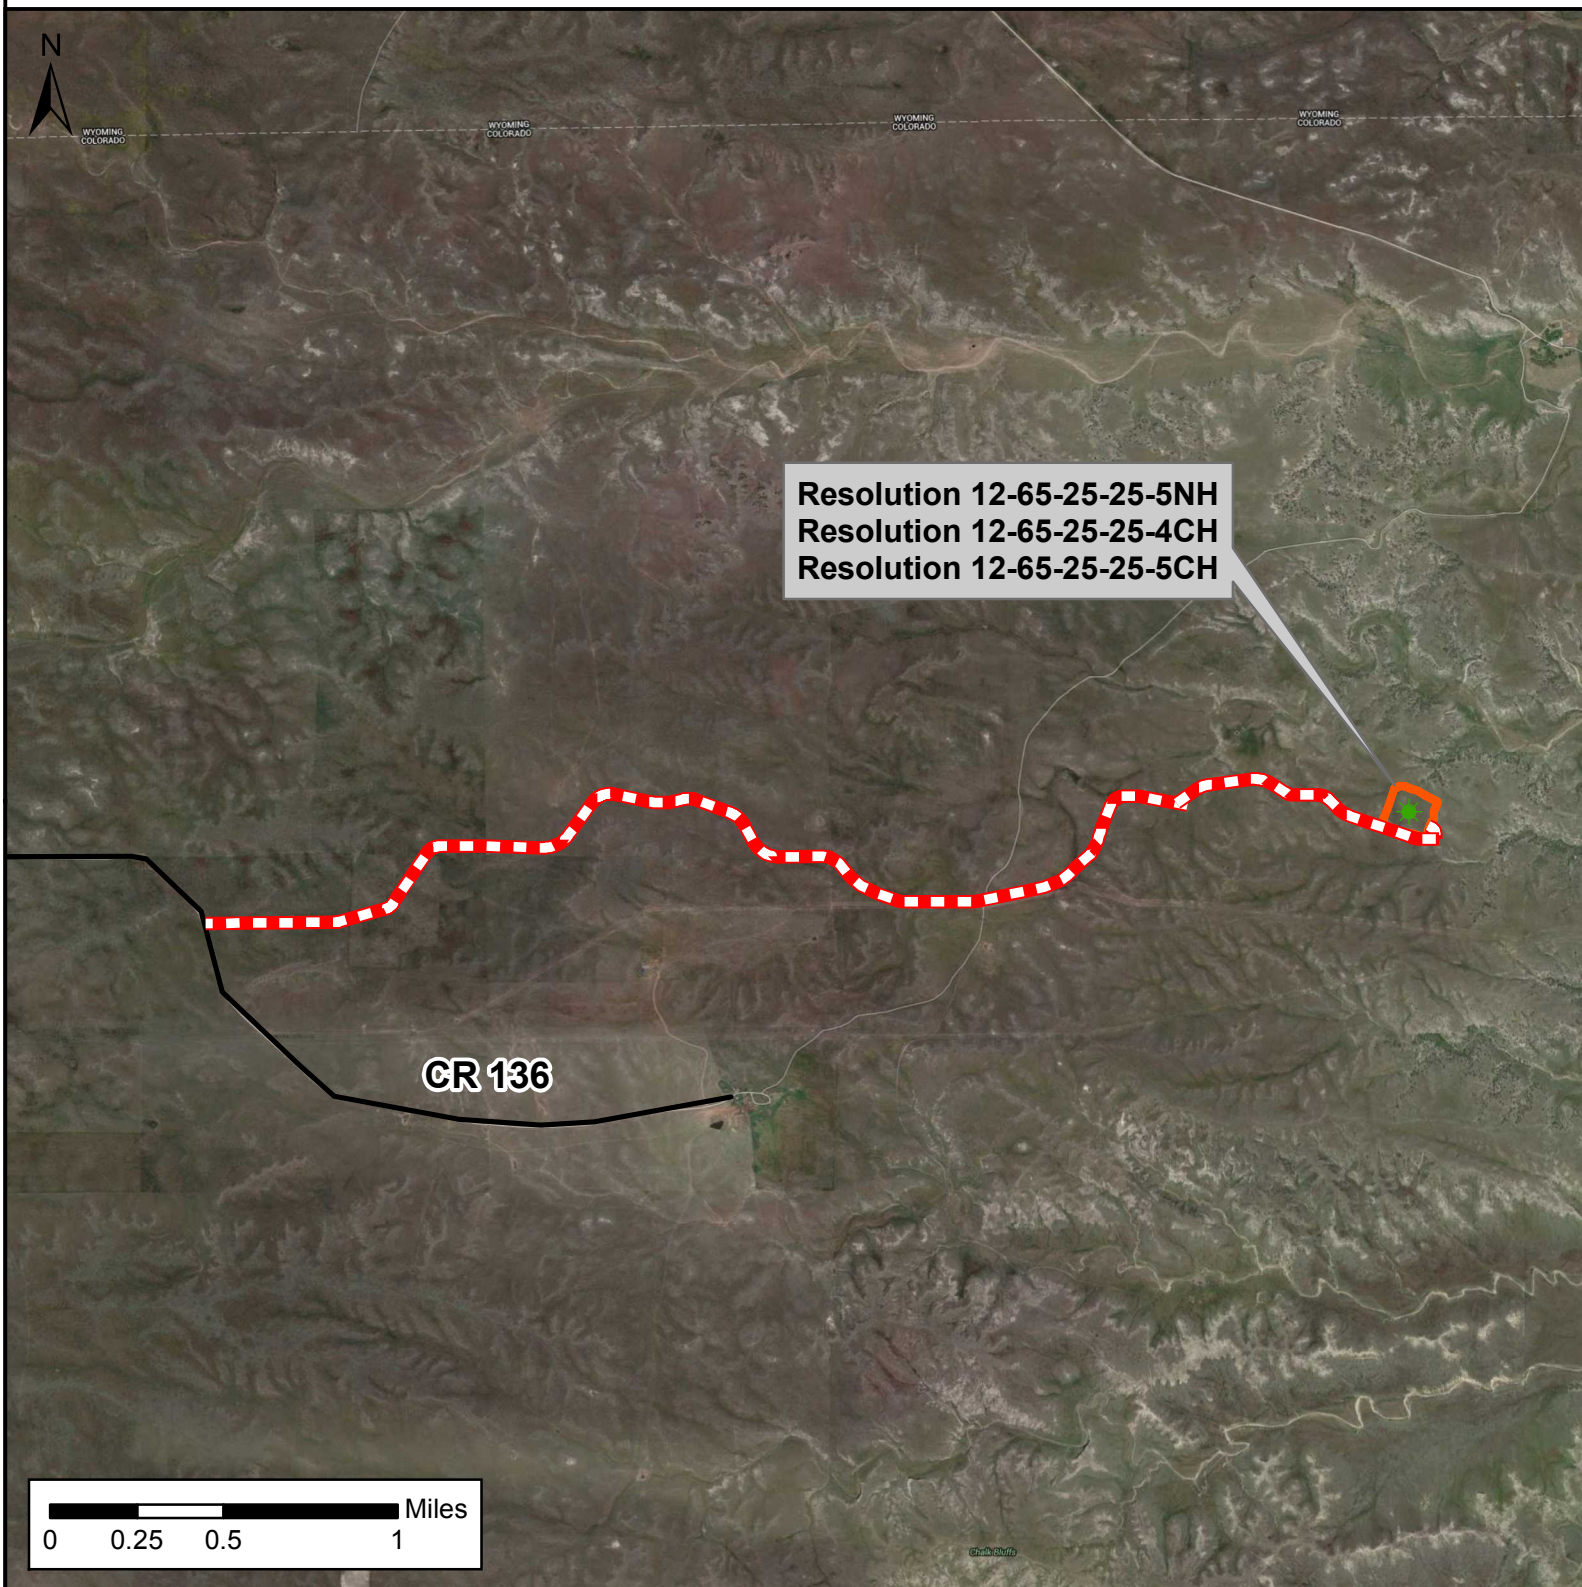 N
WYOMING
COLORADO
WYOMING
COLORADO
WYOMING
COLORADO
WYOMING
COLORADO
Resolution 12-65-25-25-5NH
Resolution 12-65-25-25-4CH
Resolution 12-65-25-25-5CH
CR 136
Miles
0 0.25 0.5 1
Chalk Bluffs